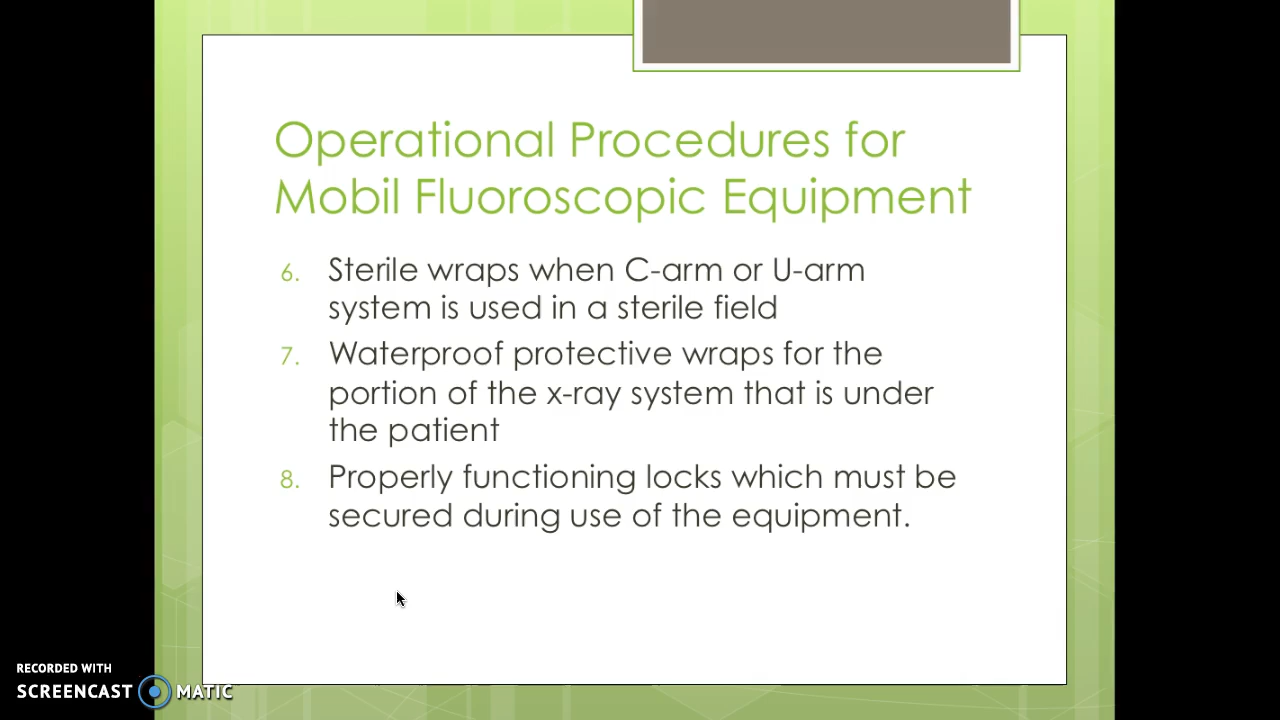 Operational Procedures for
Mobil Fluoroscopic Equipment
6. Sterile wraps when C-arm or U-arm
system is used in a sterile field
7. Waterproof protective wraps for the
portion of the x-ray system that is under
the patient
8. Properly functioning locks which must be
secured during use of the equipment.
RECORDED WITH
SCREENCAST MATIC